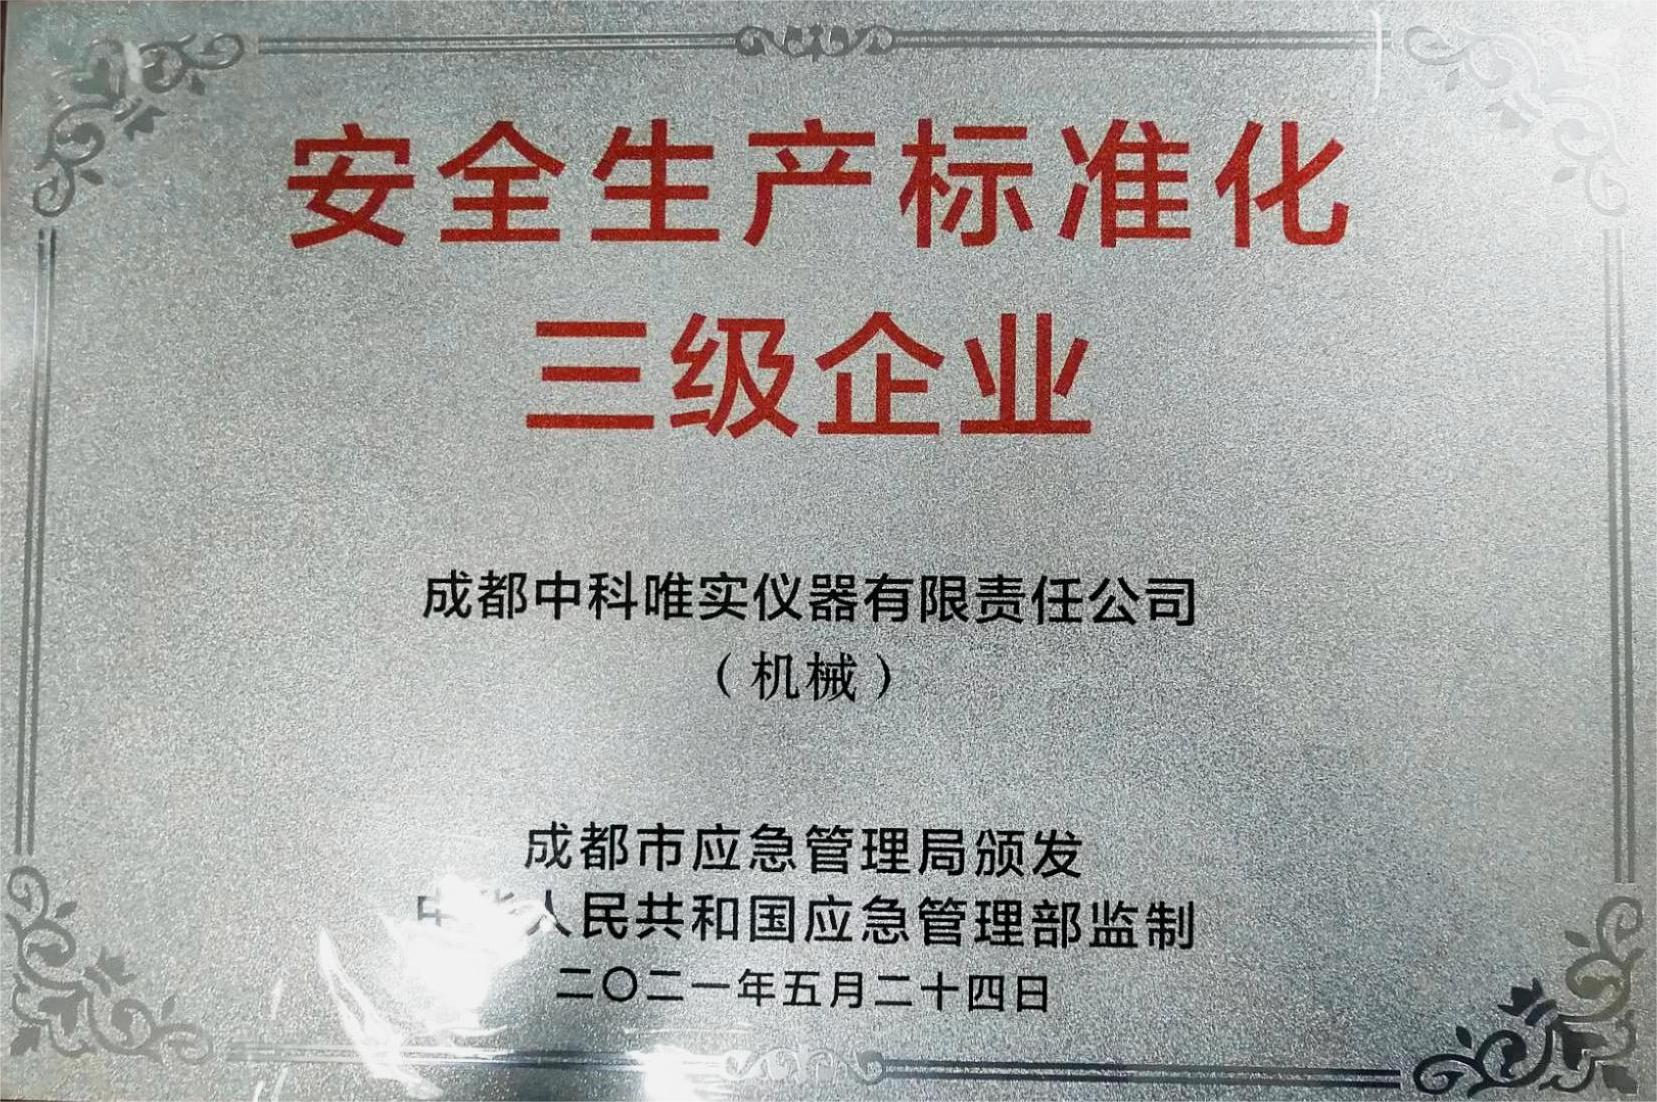 安全生产标准化
三级企业
成都中科唯实仪器有限责任公司
（机械）
成都市应急管理局颁发
中华人民共和国应急管理部监制
二〇二一年五月二十四日